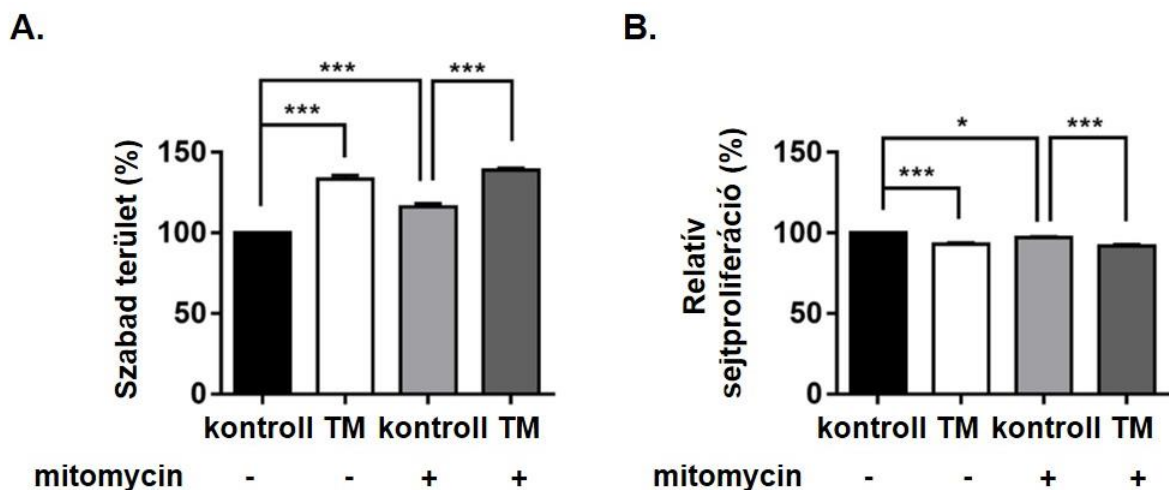 A.
***
***
***
Szabad terület (%)
150
100
50
0
kontroll TM kontroll TM
mitomycin - - + +
B.
*
***
***
Relatív
sejtproliferáció (%)
150
100
50
0
kontroll TM kontroll TM
mitomycin - - + +